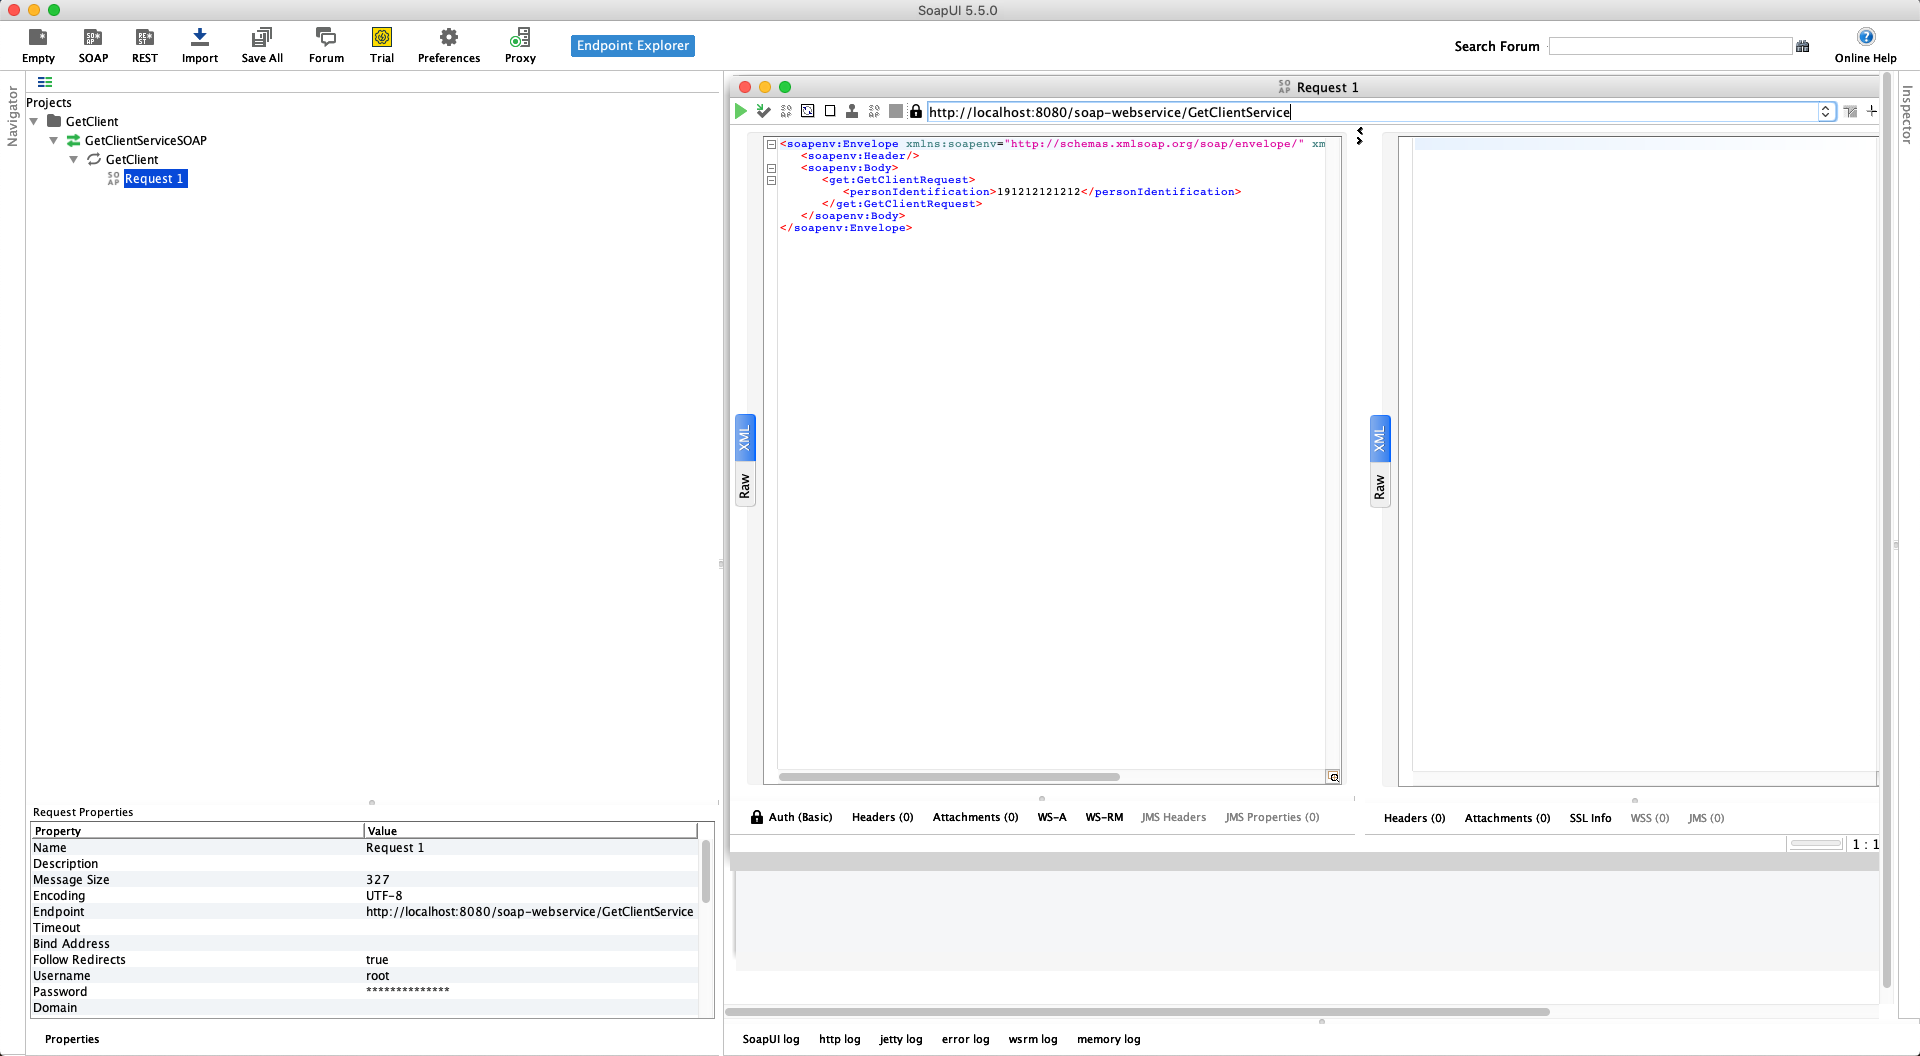 SoapUI 5.5.0
Empty SOAP REST Import Save All Forum Trial Preferences Proxy Endpoint Explorer Search Forum Online Help
Navigator
Projects
GetClient
GetClientServiceSOAP
GetClient
SO AP Request 1
Request Properties
Property Value
Name Request 1
Description
Message Size 327
Encoding UTF-8
Endpoint http://localhost:8080/soap-webservice/GetClientService
Timeout
Bind Address
Follow Redirects true
Username root
Password **************
Domain
Properties
SO AP Request 1
http://localhost:8080/soap-webservice/GetClientService
<soapenv:Envelope xmlns:soapenv="http://schemas.xmlsoap.org/soap/envelope/" xm
<soapenv:Header/>
<soapenv:Body>
<get:GetClientRequest>
<personIdentification>191212121212</personIdentification>
</get:GetClientRequest>
</soapenv:Body>
</soapenv:Envelope>
XML
Raw
XML
Raw
Auth (Basic) Headers (0) Attachments (0) WS-A WS-RM JMS Headers JMS Properties (0)
Headers (0) Attachments (0) SSL Info WSS (0) JMS (0)
1 : 1
SoapUI log http log jetty log error log wsrm log memory log
Inspector